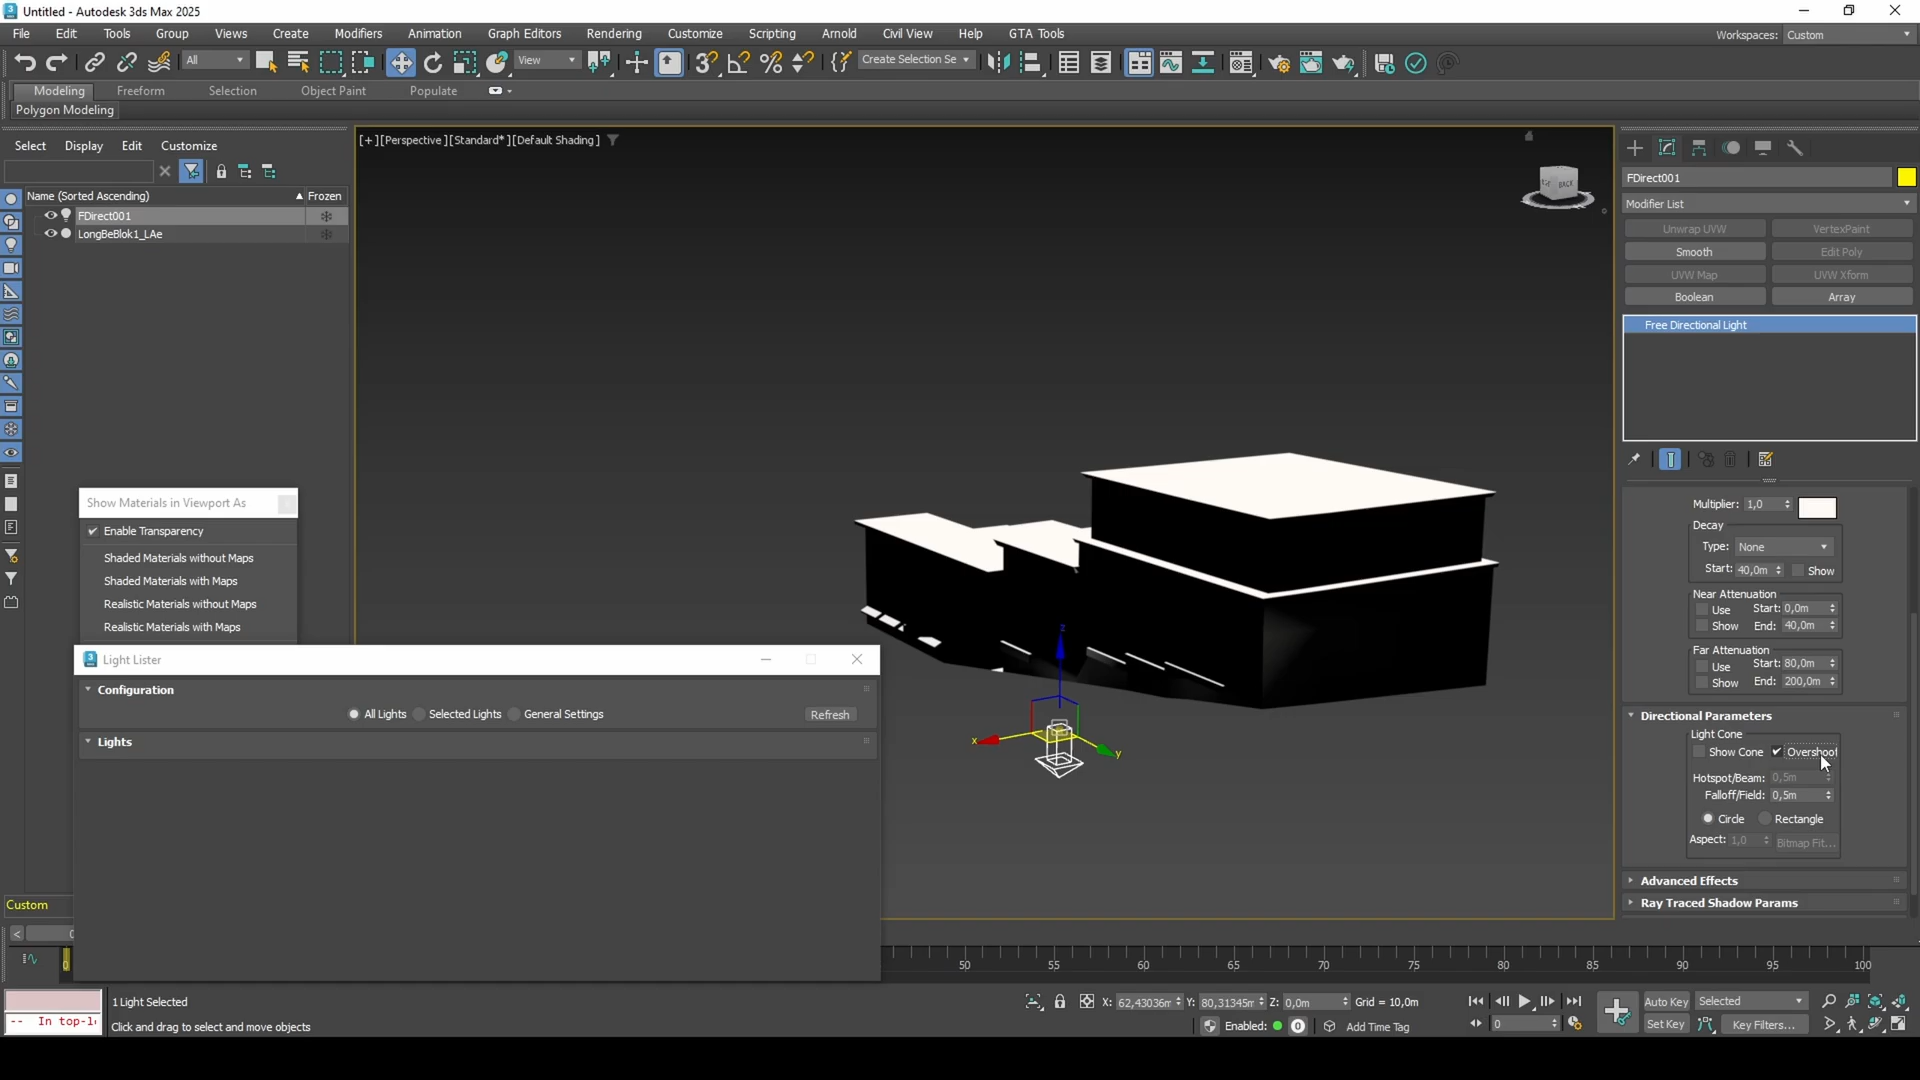 Untitled - Autodesk 3ds Max 2025
File Edit Tools Group Views Create Modifiers Animation Graph Editors Rendering Customize Scripting Arnold Civil View Help GTA Tools
Workspaces: Custom
All View Create Selection Se
Modeling Freeform Selection Object Paint Populate
Polygon Modeling
Select Display Edit Customize
Name (Sorted Ascending) Frozen
FDirect001
LongBeBlok1_LAe
Show Materials in Viewport As
Enable Transparency
Shaded Materials without Maps
Shaded Materials with Maps
Realistic Materials without Maps
Realistic Materials with Maps
Light Lister
Configuration
All Lights Selected Lights General Settings Refresh
Lights
[+][Perspective][Standard*][Default Shading]
BACK
z
x
y
FDirect001
Modifier List
Unwrap UVW VertexPaint
Smooth Edit Poly
UVW Map UVW Xform
Boolean Array
Free Directional Light
Multiplier: 1,0
Decay
Type: None
Start: 40,0m Show
Near Attenuation
Use Start: 0,0m
Show End: 40,0m
Far Attenuation
Use Start: 80,0m
Show End: 200,0m
Directional Parameters
Light Cone
Show Cone Overshoot
Hotspot/Beam: 0,5m
Falloff/Field: 0,5m
Circle Rectangle
Aspect: 1,0 Bitmap Fit...
Advanced Effects
Ray Traced Shadow Params
Custom
< 0
0 50 55 60 65 70 75 80 85 90 95 100
1 Light Selected
X: 62,43036m Y: 80,31345m Z: 0,0m Grid = 10,0m
Auto Key Selected
-- In top-l
Click and drag to select and move objects
Enabled: 0 Add Time Tag
0
Set Key Key Filters...